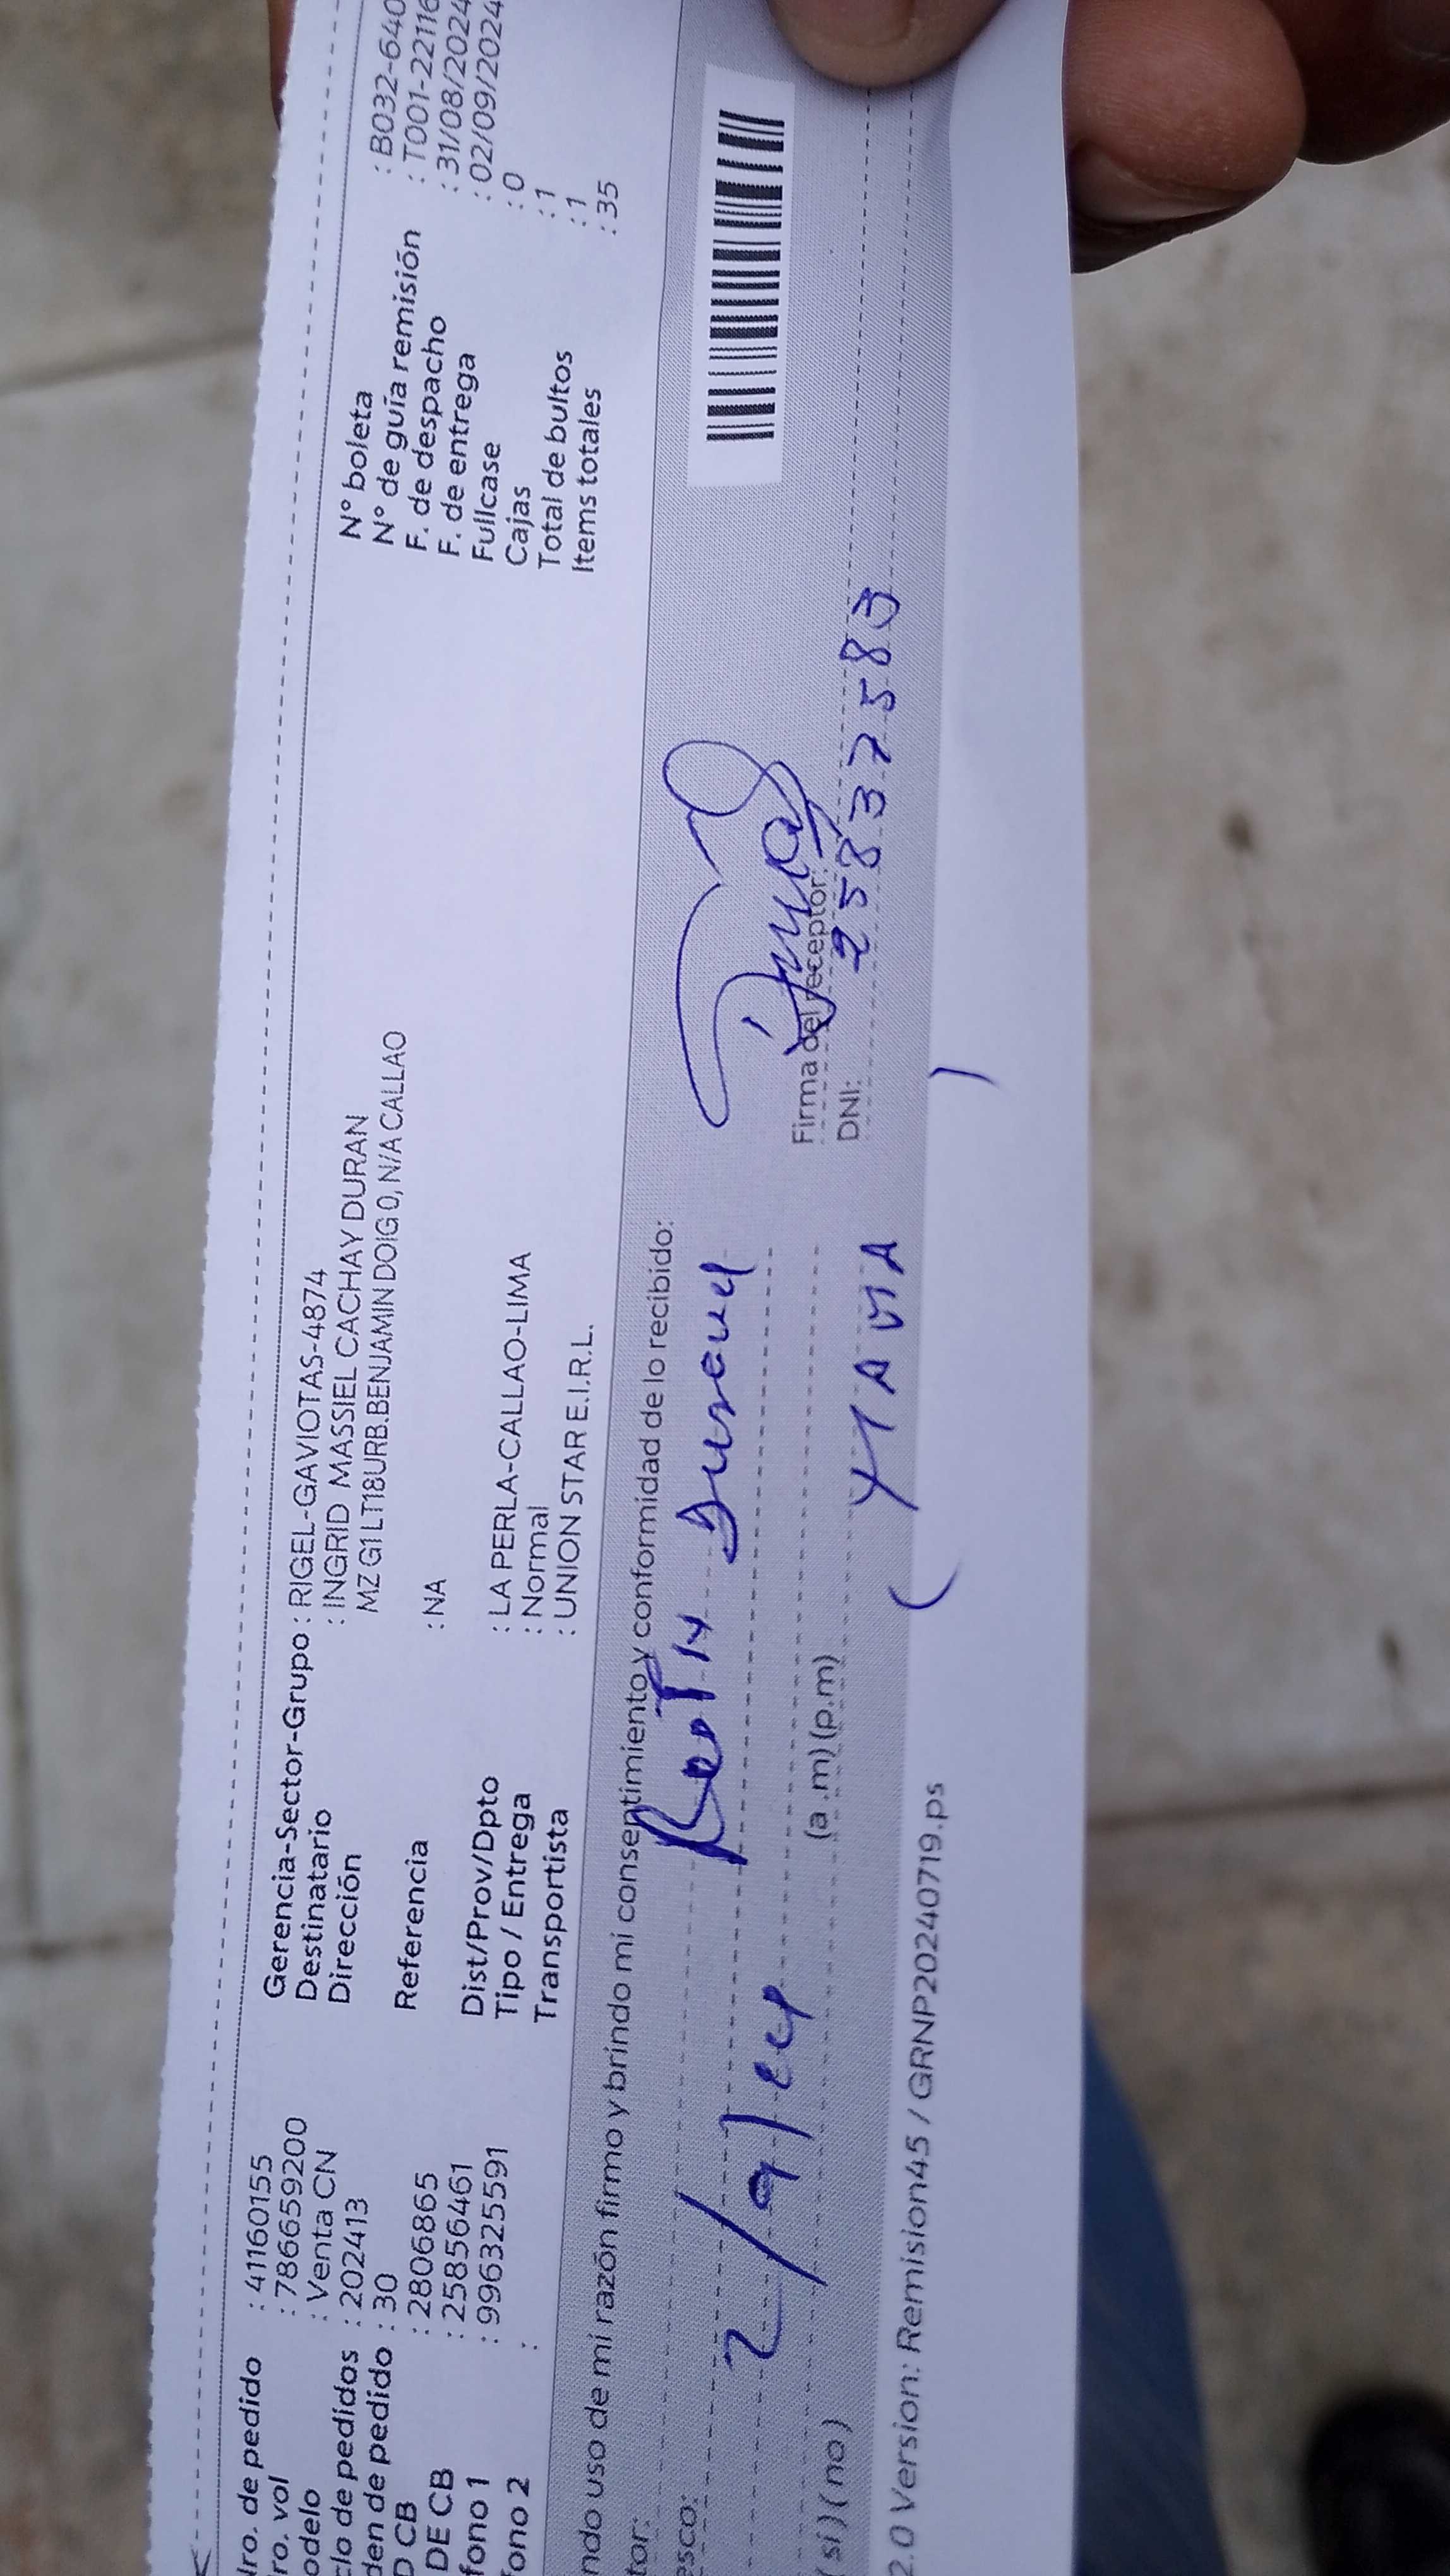 Nro. de pedido : 41160155
ro. vol : 7866659200
odelo : Venta CN
clo de pedidos : 202413
den de pedido : 30
D CB : 2806865
DE CB : 25856461
fono 1 : 996325591
fono 2 :
Gerencia-Sector-Grupo : RIGEL-GAVIOTAS-4874
Destinatario : INGRID MASSIEL CACHAY DURAN
Dirección MZ G1 LT18URB.BENJAMIN DOIG 0, N/A CALLAO
Referencia : NA
Dist/Prov/Dpto : LA PERLA-CALLAO-LIMA
Tipo / Entrega : Normal
Transportista : UNION STAR E.I.R.L.
N° boleta : B032-640
N° de guía remisión : T001-22116
F. de despacho : 31/08/2024
F. de entrega : 02/09/2024
Fullcase : 0
Cajas : 1
Total de bultos : 1
Items totales : 35
ndo uso de mi razón firmo y brindo mi consentimiento y conformidad de lo recibido:
tor:
esco:
2/9/24
(si)(no)
(a.m)(p.m)
Firma del receptor:
DNI: 25837583
2.0 Version: Remision45 / GRNP20240719.ps